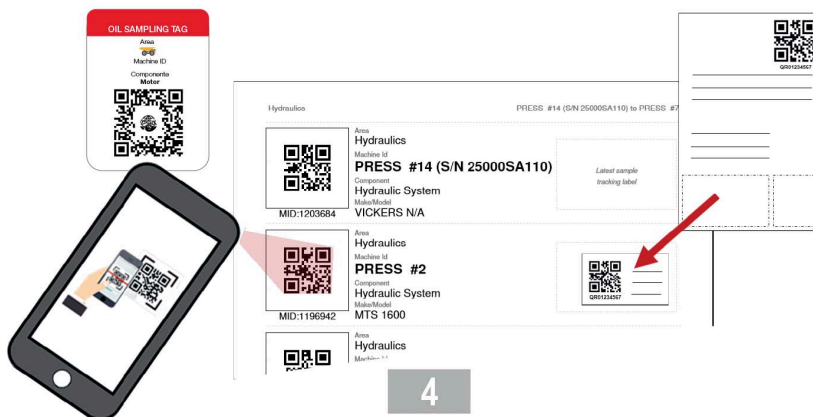 OIL SAMPLING TAG
Area
Machine ID
Componente
Motor
Hydraulics
PRESS #14 (S/N 25000SA110) to PRESS #7
Area
Hydraulics
Machine Id
PRESS #14 (S/N 25000SA110)
Component
Hydraulic System
Make/Model
VICKERS N/A
MID:1203684
Latest sample
tracking label
Area
Hydraulics
Machine Id
PRESS #2
Component
Hydraulic System
Make/Model
MTS 1600
MID:1196942
QR01234567
Area
Hydraulics
QR01234567
4